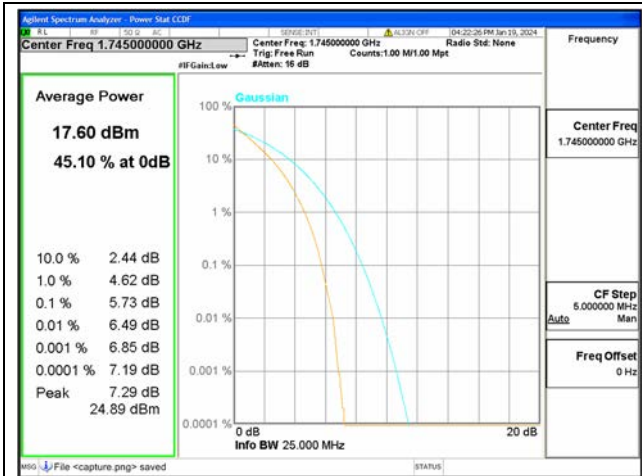 Agilent Spectrum Analyzer - Power Stat CCDF
RL RF 50 Ω AC SENSE:INT ALIGN OFF 04:22:26 PM Jan 19, 2024
Center Freq 1.745000000 GHz Center Freq: 1.745000000 GHz Radio Std: None Frequency
Trig: Free Run Counts:1.00 M/1.00 Mpt
#IFGain:Low #Atten: 16 dB
Average Power
17.60 dBm
45.10 % at 0dB
10.0 % 2.44 dB
1.0 % 4.62 dB
0.1 % 5.73 dB
0.01 % 6.49 dB
0.001 % 6.85 dB
0.0001 % 7.19 dB
Peak 7.29 dB
24.89 dBm
Gaussian
100 %
10 %
1 %
0.1 %
0.01 %
0.001 %
0.0001 %
0 dB 20 dB
Info BW 25.000 MHz
Center Freq
1.745000000 GHz
CF Step
5.000000 MHz
Auto Man
Freq Offset
0 Hz
MSG File <capture.png> saved STATUS